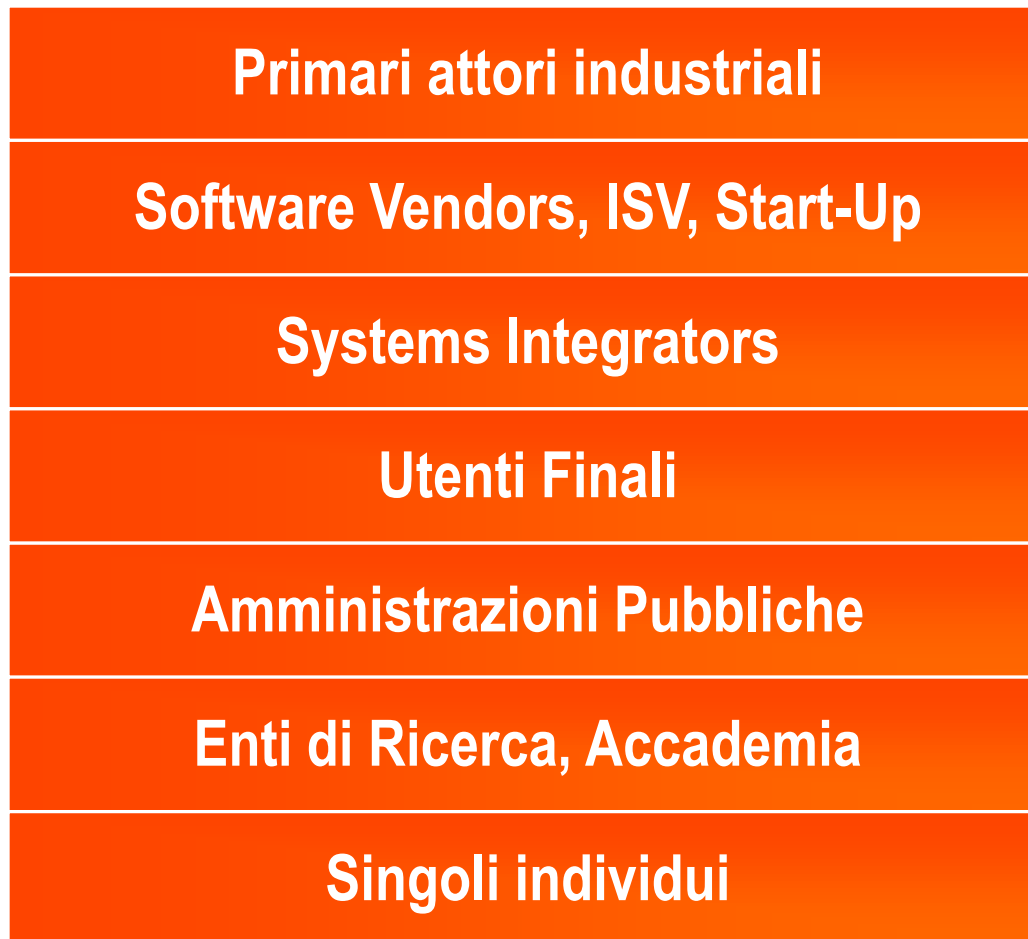 Primari attori industriali
Software Vendors, ISV, Start-Up
Systems Integrators
Utenti Finali
Amministrazioni Pubbliche
Enti di Ricerca, Accademia
Singoli individui